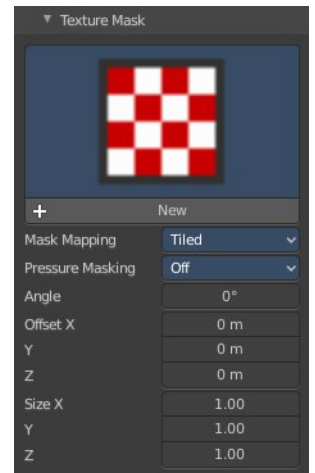 Texture Mask
New
Mask Mapping Tiled
Pressure Masking Off
Angle 0°
Offset X 0 m
Y 0 m
Z 0 m
Size X 1.00
Y 1.00
Z 1.00